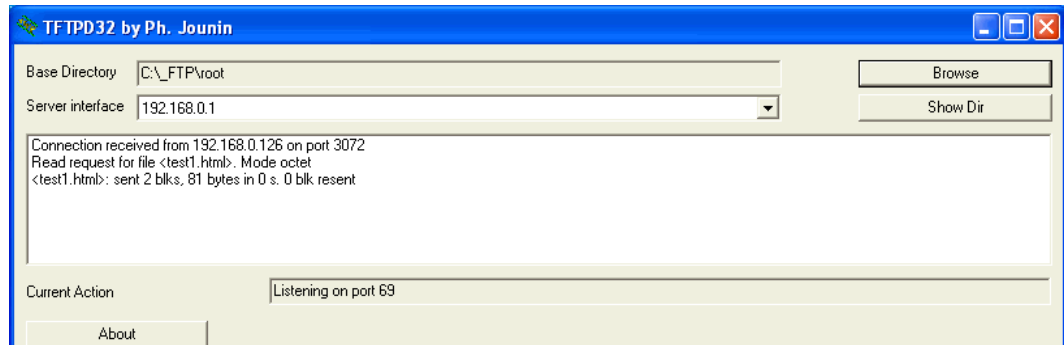 TFTPD32 by Ph. Jounin
Base Directory C:\_FTP\root Browse
Server interface 192.168.0.1 Show Dir
Connection received from 192.168.0.126 on port 3072
Read request for file <test1.html>. Mode octet
<test1.html>: sent 2 blks, 81 bytes in 0 s. 0 blk resent
Current Action Listening on port 69
About